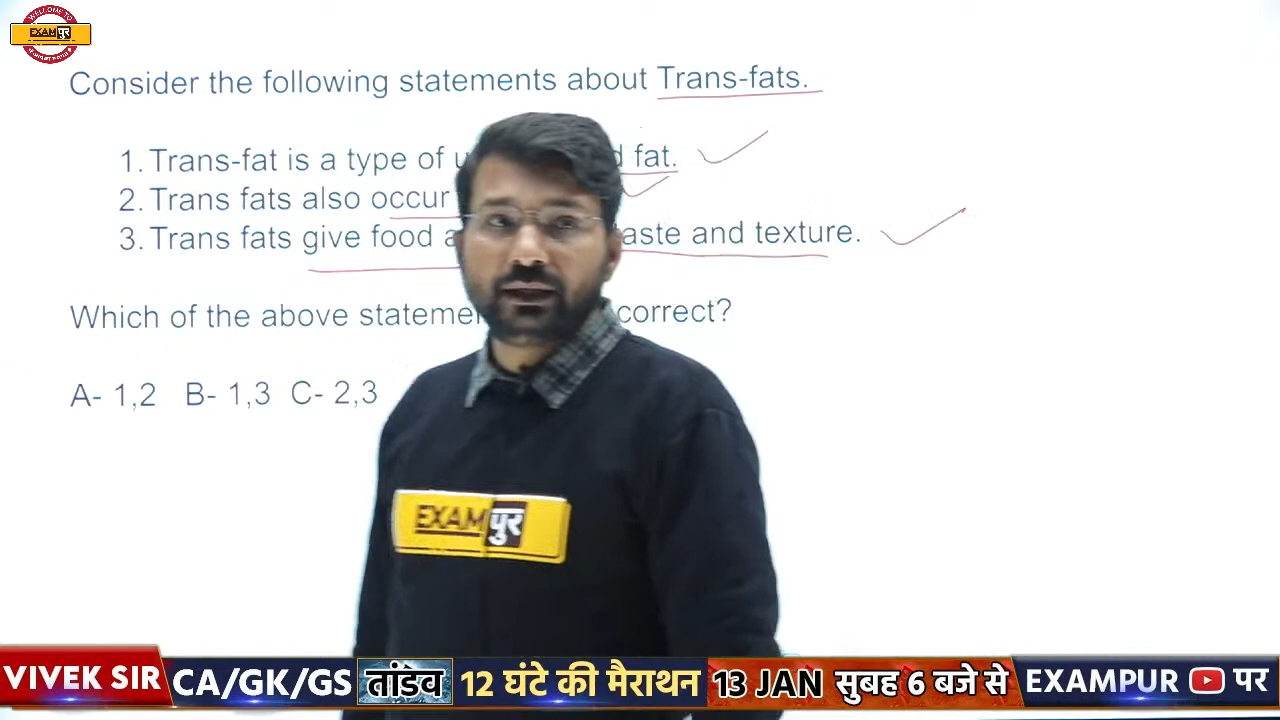 WELCOME TO
EXAMपुर
Consider the following statements about Trans-fats.
1. Trans-fat is a type of fat.
2. Trans fats also occur
3. Trans fats give food and texture.
Which of the above correct?
A- 1,2 B- 1,3 C- 2,3
EXAMपुर
VIVEK SIR CA/GK/GS तांडव 12 घंटे की मैराथन 13 JAN सुबह 6 बजे से EXAMPUR पर